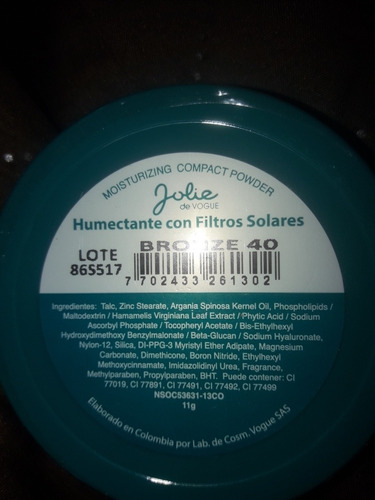 MOISTURIZING COMPACT POWDER
Jolie
de VOGUE
Humectante con Filtros Solares
BRONZE 40
LOTE
86S517
7 702433 261302
Ingredientes: Talc, Zinc Stearate, Argania Spinosa Kernel Oil, Phospholipids /
Maltodextrin / Hamamelis Virginiana Leaf Extract / Phytic Acid / Sodium
Ascorbyl Phosphate / Tocopheryl Acetate / Bis-Ethylhexyl
Hydroxydimethoxy Benzylmalonate / Beta-Glucan / Sodium Hyaluronate,
Nylon-12, Silica, DI-PPG-3 Myristyl Ether Adipate, Magnesium
Carbonate, Dimethicone, Boron Nitride, Ethylhexyl
Methoxycinnamate, Imidazolidinyl Urea, Fragrance,
Methylparaben, Propylparaben, BHT. Puede contener: CI
77019, CI 77891, CI 77491, CI 77492, CI 77499
NSOC53631-13CO
11g
Elaborado en Colombia por Lab. de Cosm. Vogue SAS